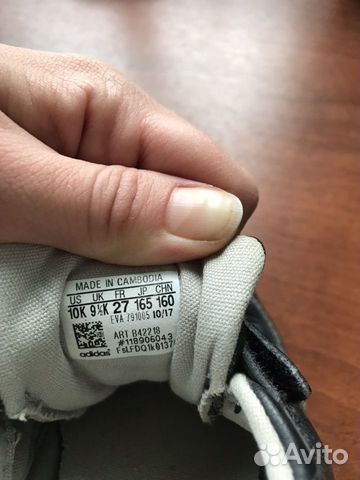 MADE IN CAMBODIA
US UK FR JP CHN
10K 9½K 27 165 160
EVA 791005 10/17
ART B42218
#118906043
adidas
Avito